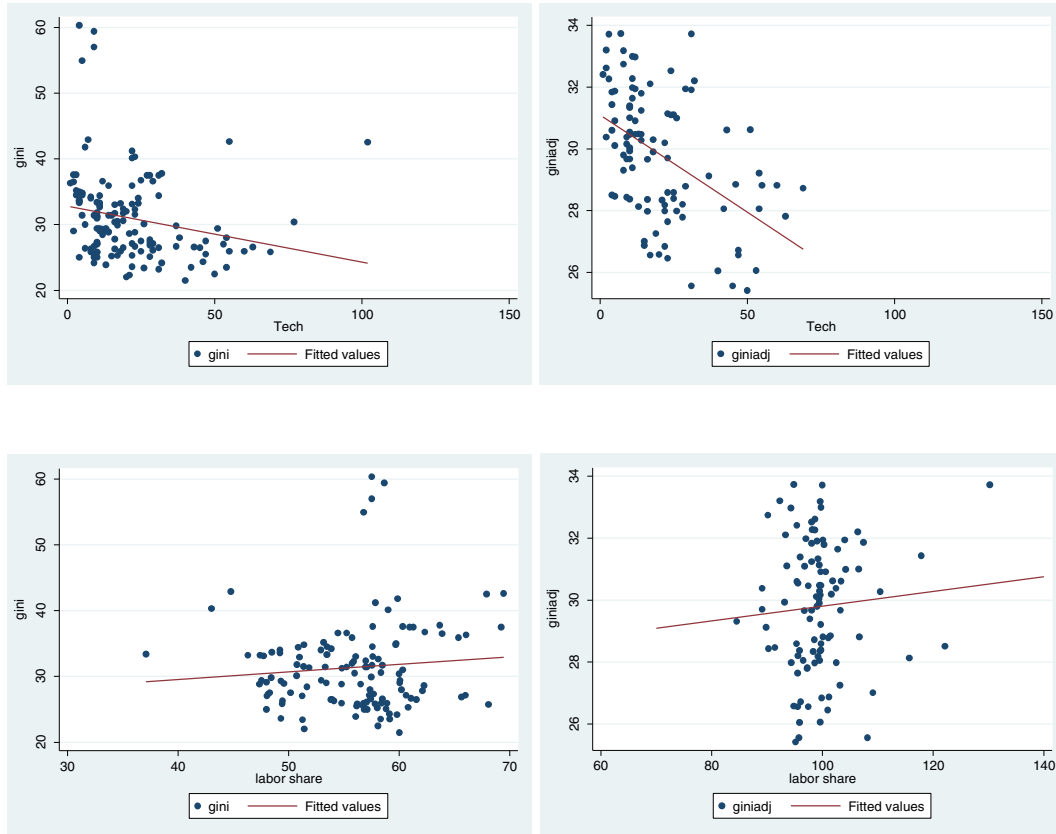 gini
60
50
40
30
20
0 50 100 150
Tech
gini Fitted values
giniadj
34
32
30
28
26
0 50 100 150
Tech
giniadj Fitted values
gini
60
50
40
30
20
30 40 50 60 70
labor share
gini Fitted values
giniadj
34
32
30
28
26
60 80 100 120 140
labor share
giniadj Fitted values